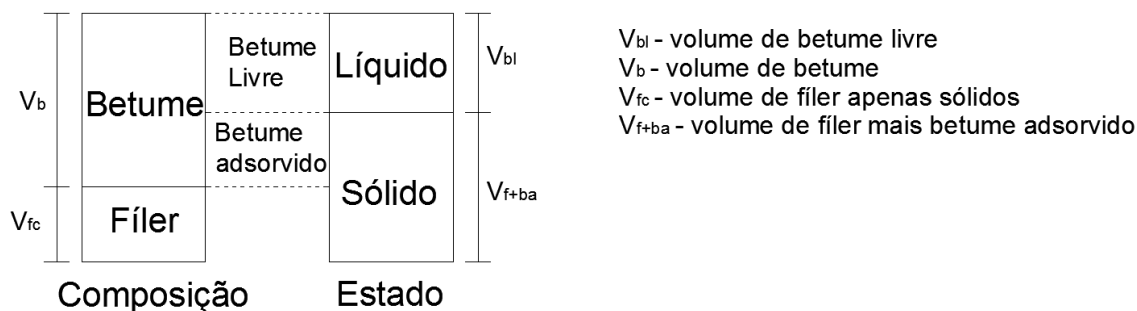 Vb
Betume
Fíler
Vfc
Composição
Betume
Livre
Betume
adsorvido
Líquido
Sólido
Estado
Vbl
Vf+ba
Vbl - volume de betume livre
Vb - volume de betume
Vfc - volume de fíler apenas sólidos
Vf+ba - volume de fíler mais betume adsorvido